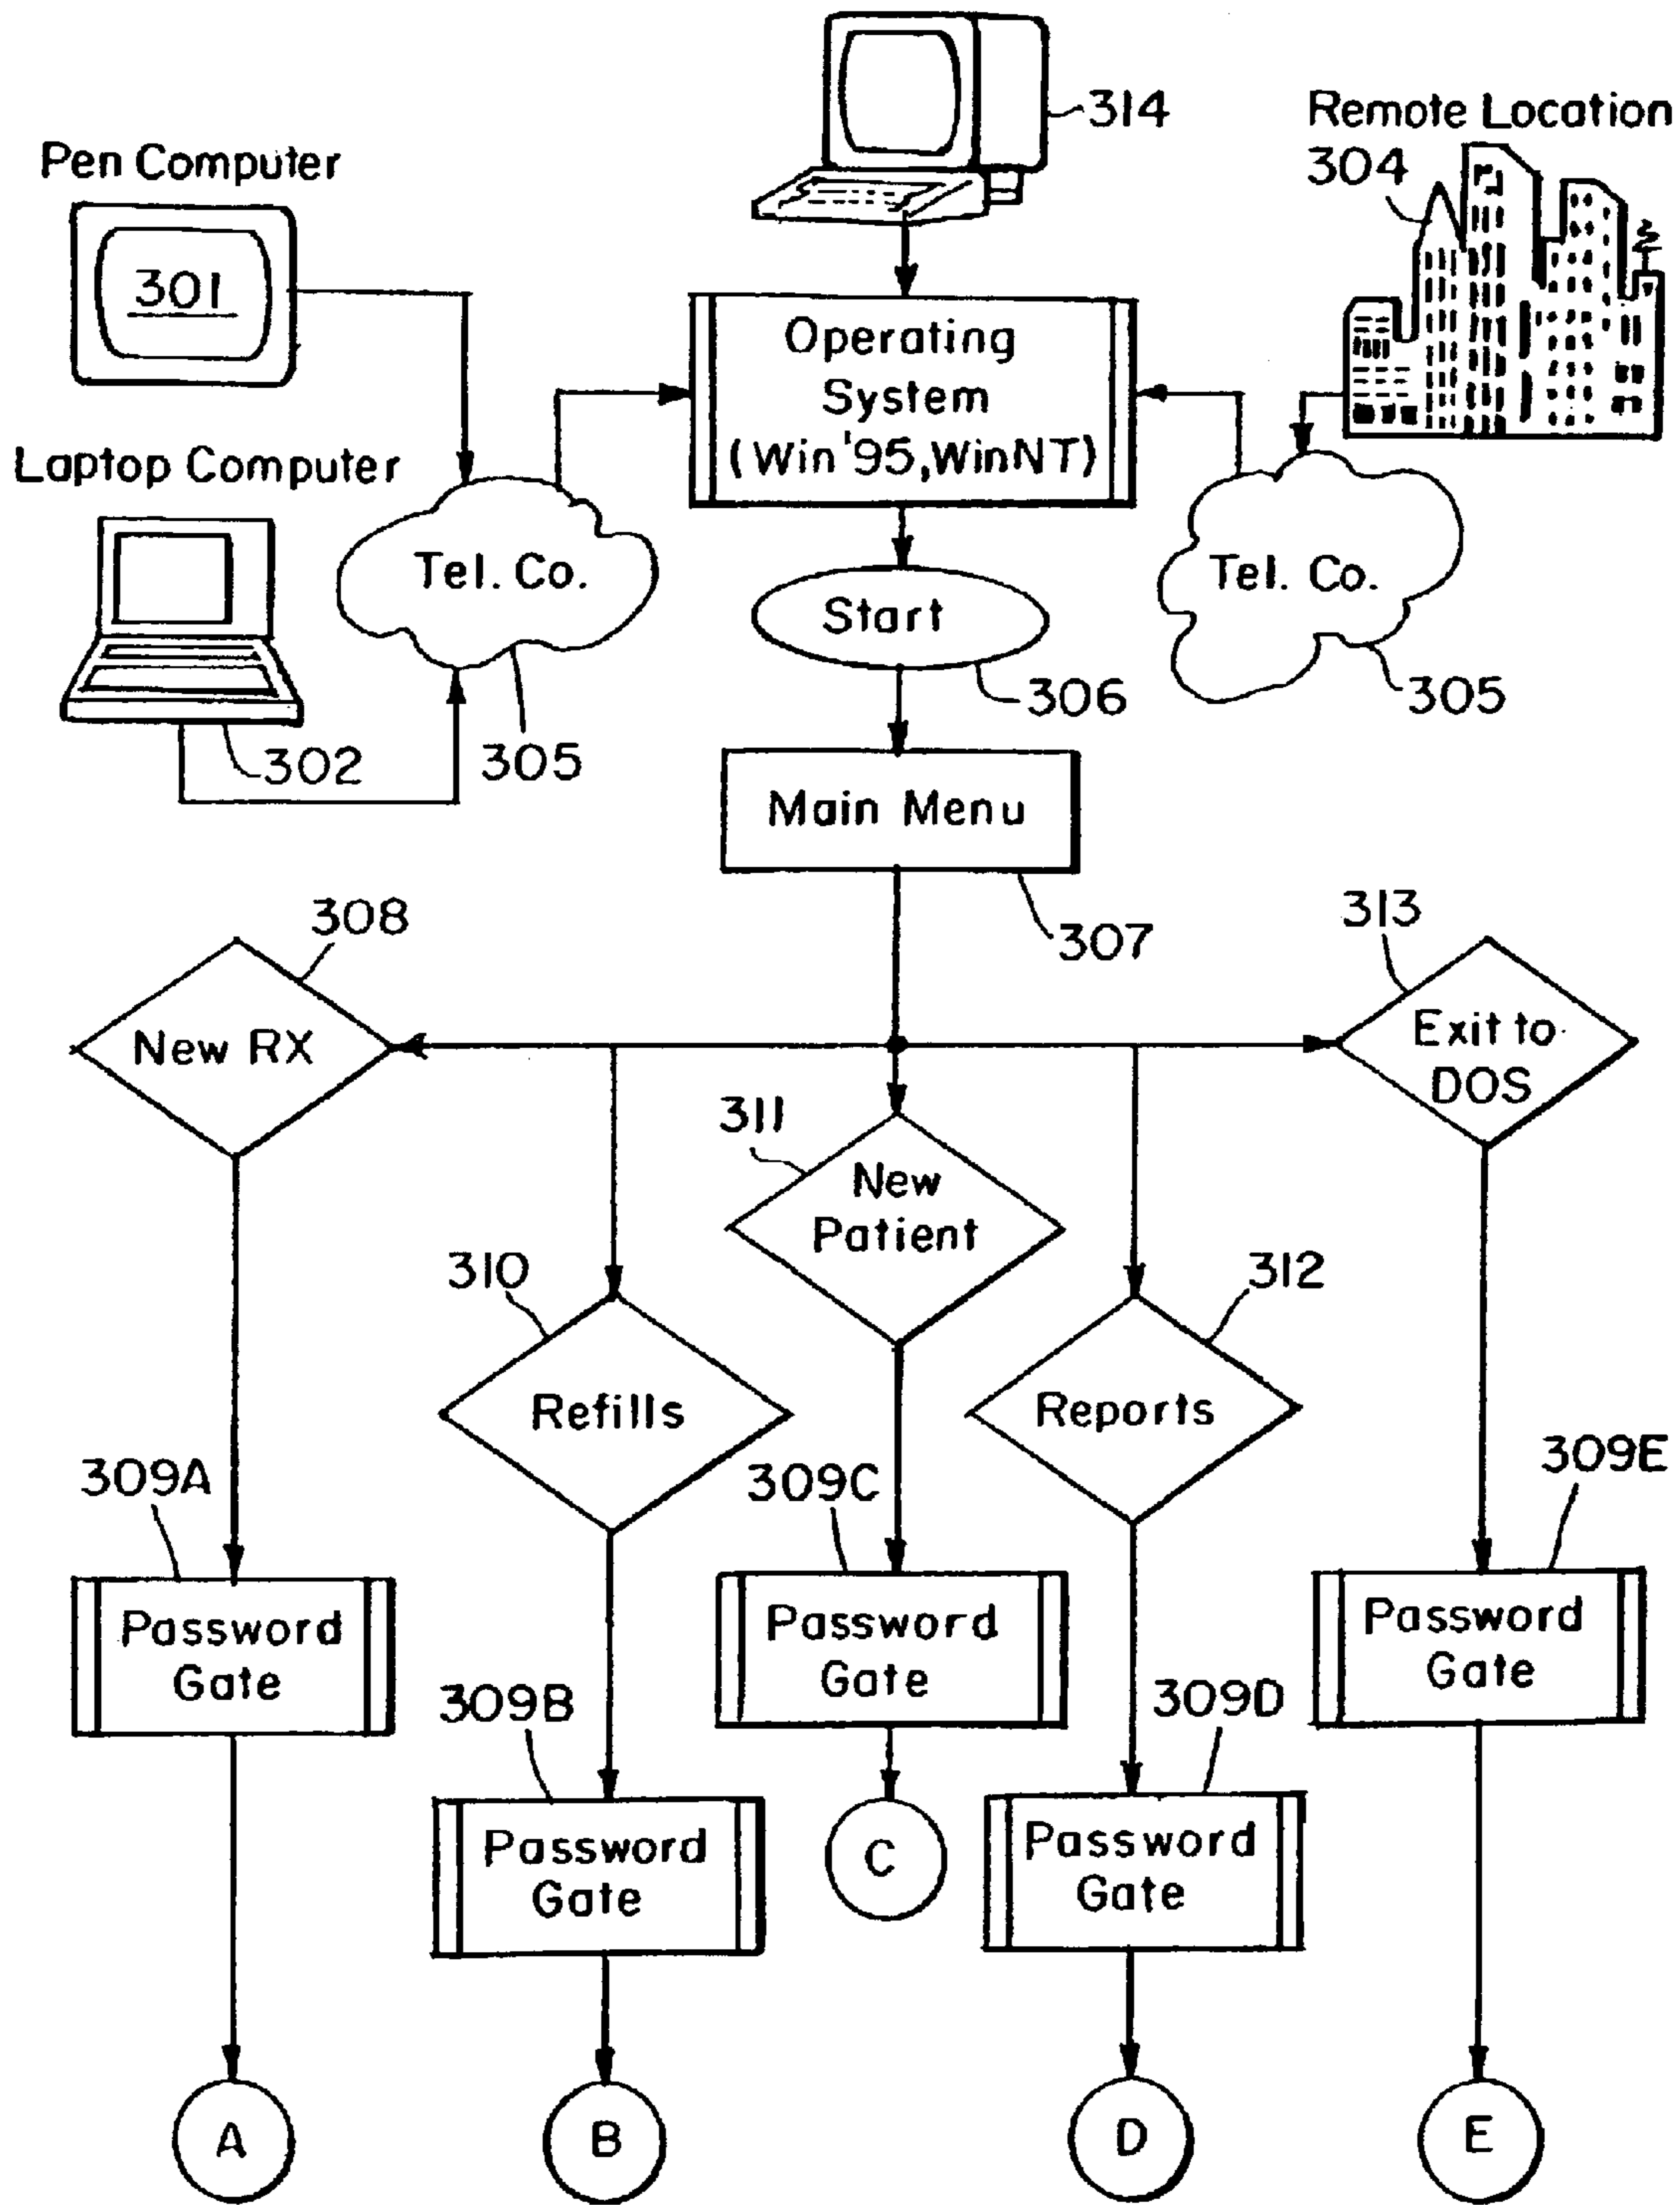 314
Remote Location
304
Pen Computer
301
Operating
System
(Win '95, WinNT)
Laptop Computer
302
Tel. Co.
305
Tel. Co.
305
Start
306
Main Menu
307
308
New RX
313
Exit to
DOS
311
New
Patient
310
Refills
312
Reports
309A
Password
Gate
309B
Password
Gate
309C
Password
Gate
309D
Password
Gate
309E
Password
Gate
C
A
B
D
E